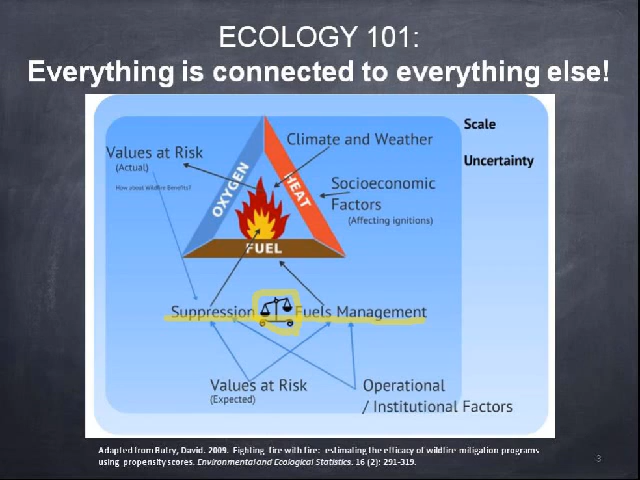 ECOLOGY 101:
Everything is connected to everything else!
Scale
Uncertainty
Climate and Weather
Values at Risk
(Actual)
How about Wildfire Benefits?
OXYGEN
HEAT
Socioeconomic
Factors
(Affecting ignitions)
FUEL
Suppression
Fuels Management
Values at Risk
(Expected)
Operational
/ Institutional Factors
Adapted from Butry, David. 2009. Fighting fire with fire: estimating the efficacy of wildfire mitigation programs
using propensity scores. Environmental and Ecological Statistics. 16 (2): 291-319.
3